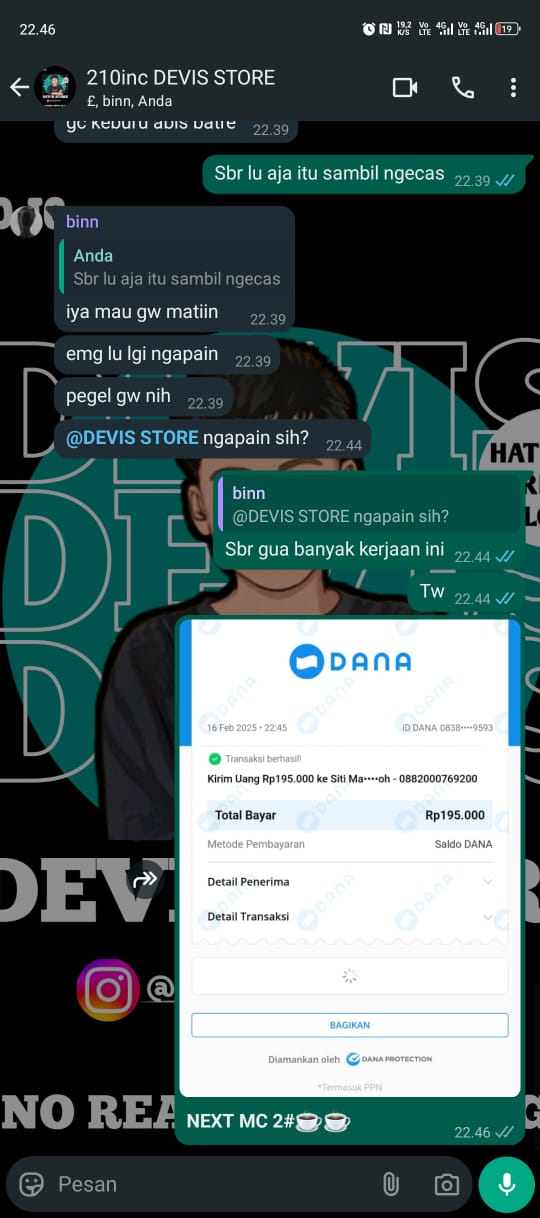 22.46
19,2 K/S Vo LTE 4G Vo LTE 4G 19
210inc DEVIS STORE
£, binn, Anda
gc keburu abis batre 22.39
Sbr lu aja itu sambil ngecas 22.39
binn
Anda
Sbr lu aja itu sambil ngecas
iya mau gw matiin 22.39
emg lu lgi ngapain 22.39
pegel gw nih 22.39
@DEVIS STORE ngapain sih? 22.44
binn
@DEVIS STORE ngapain sih?
Sbr gua banyak kerjaan ini 22.44
Tw 22.44
DANA
16 Feb 2025 • 22:45 ID DANA 0838••••9593
Transaksi berhasil!
Kirim Uang Rp195.000 ke Siti Ma••••oh - 0882000769200
Total Bayar Rp195.000
Metode Pembayaran Saldo DANA
Detail Penerima
Detail Transaksi
BAGIKAN
Diamankan oleh DANA PROTECTION
*Termasuk PPN
NEXT MC 2#☕☕ 22.46
DEVIS
HAT
@
NO REA
Pesan